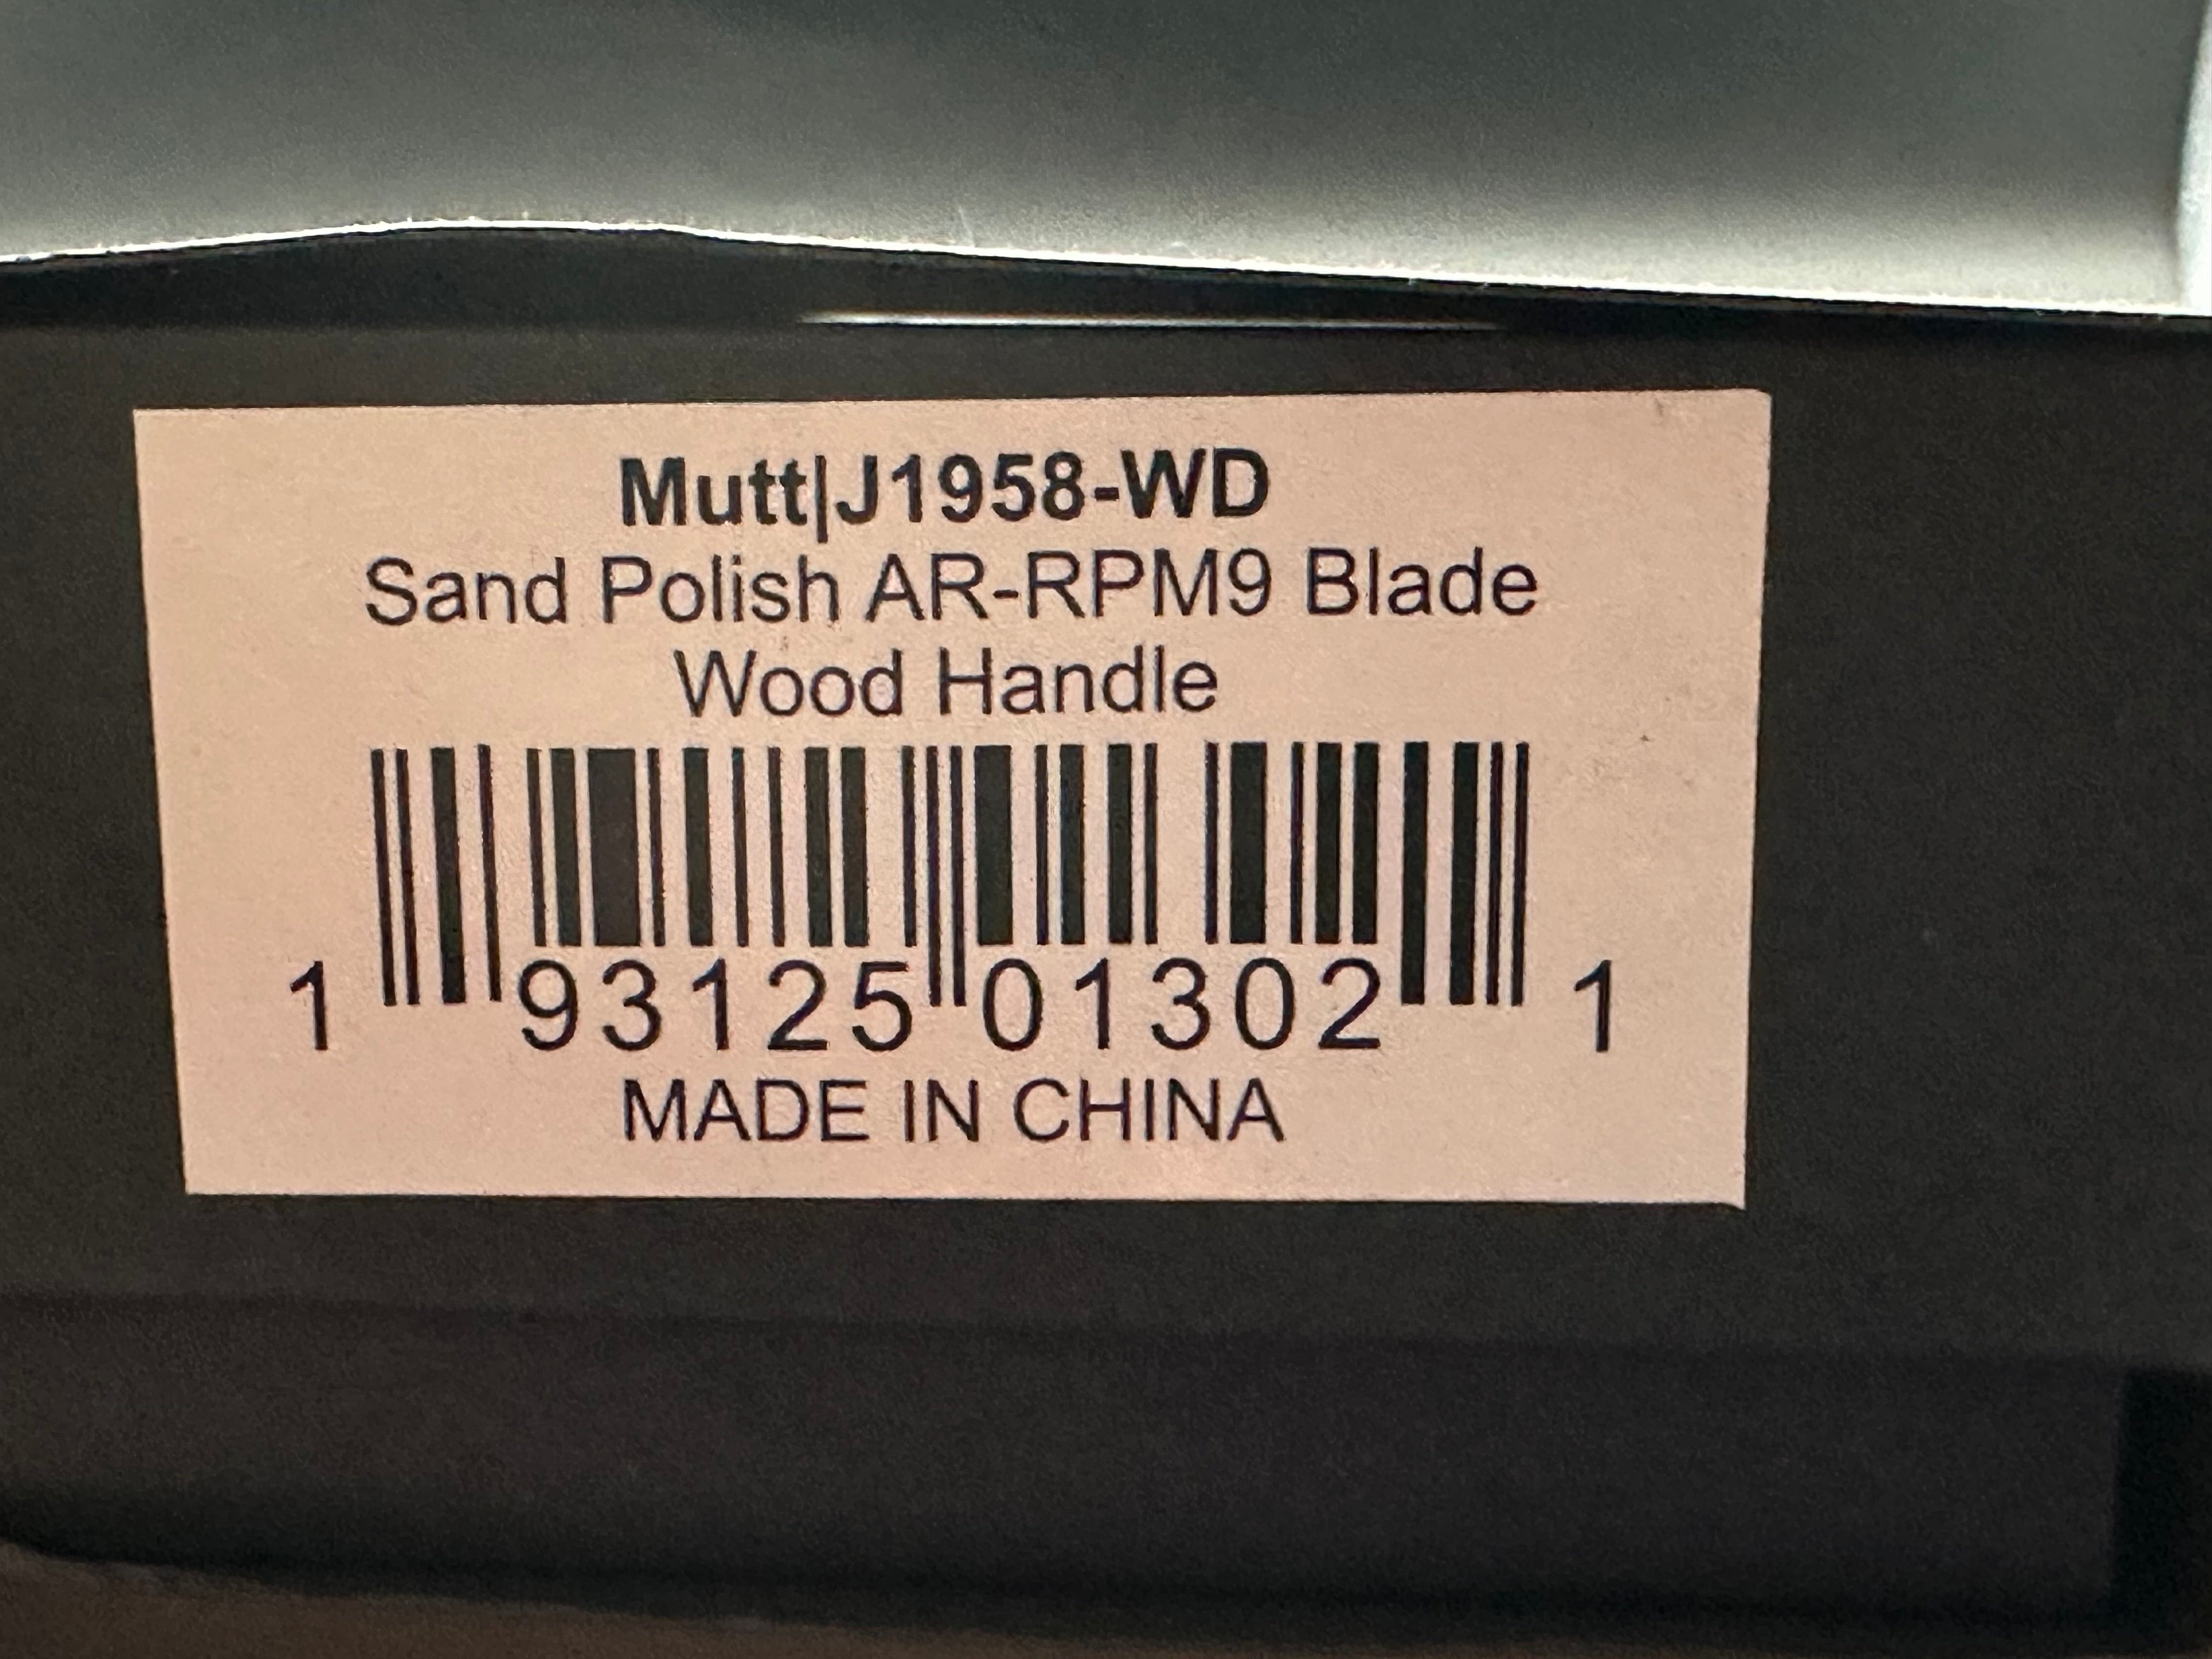 Mutt|J1958-WD
Sand Polish AR-RPM9 Blade
Wood Handle
1 93125 01302 1
MADE IN CHINA